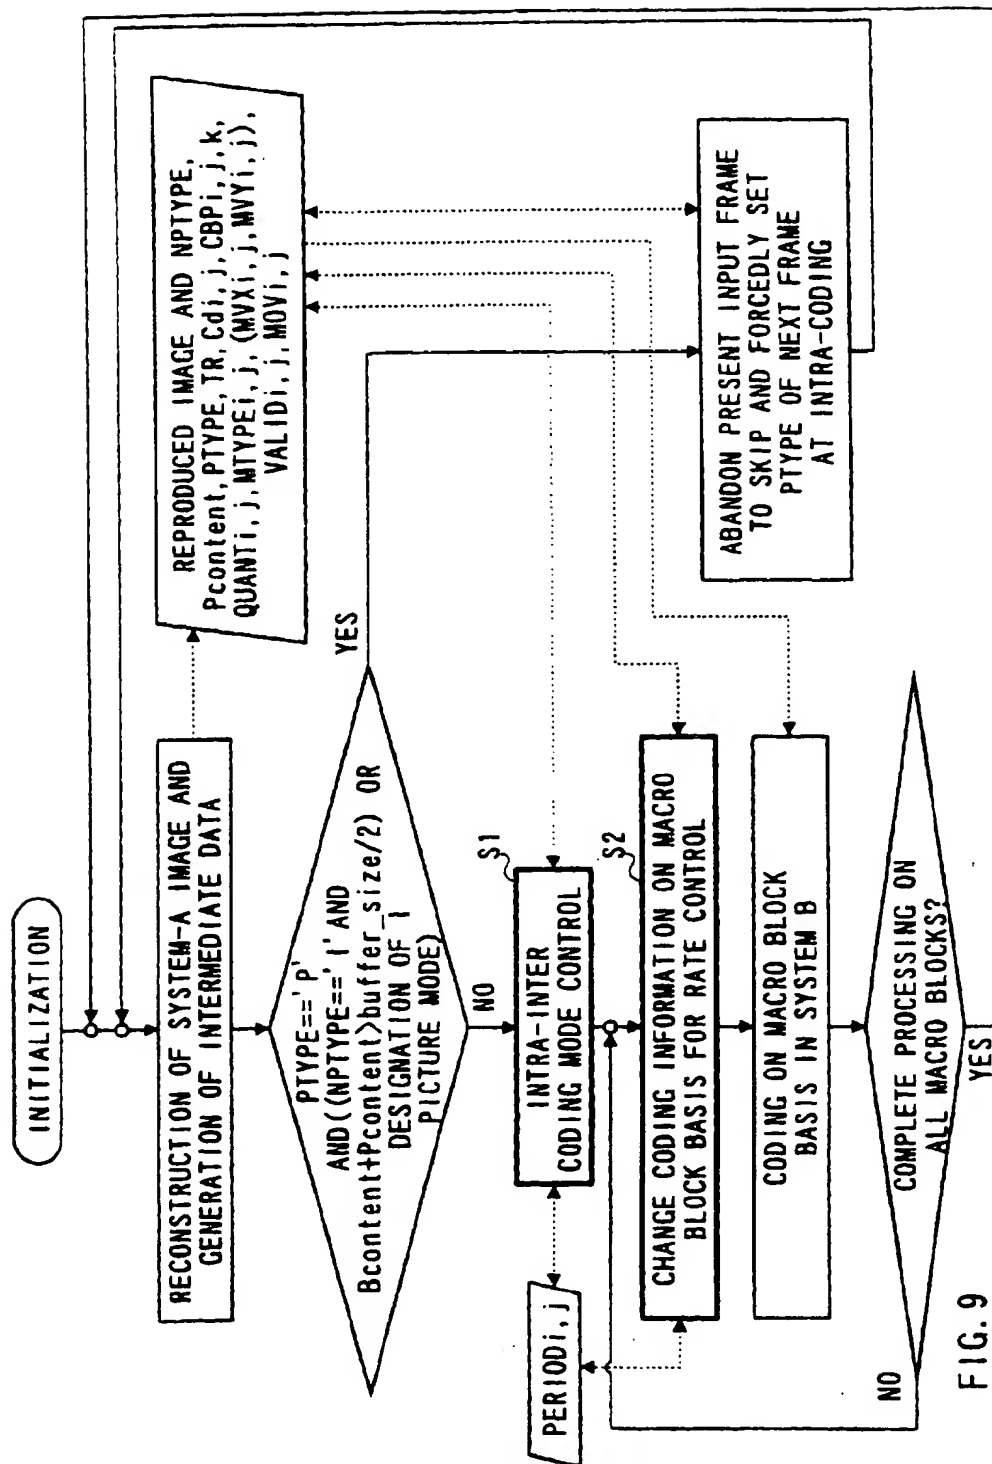 INITIALIZATION
RECONSTRUCTION OF SYSTEM-A IMAGE AND
GENERATION OF INTERMEDIATE DATA
REPRODUCED IMAGE AND NPTYPE,
Pcontent, PTYPE, TR, Cdi, j, CBPi, j, k,
QUANTi, j, MTYPEi, j, (MVXi, j, MVYi, j),
VALIDi, j, MOVi, j
PTYPE=='P'
AND((NPTYPE=='I' AND
Bcontent+Pcontent>buffer_size/2) OR
DESIGNATION OF I
PICTURE MODE)
YES
NO
ABANDON PRESENT INPUT FRAME
TO SKIP AND FORCEDLY SET
PTYPE OF NEXT FRAME
AT INTRA-CODING
S1
INTRA-INTER
CODING MODE CONTROL
PERIODi, j
S2
CHANGE CODING INFORMATION ON MACRO
BLOCK BASIS FOR RATE CONTROL
CODING ON MACRO BLOCK
BASIS IN SYSTEM B
COMPLETE PROCESSING ON
ALL MACRO BLOCKS?
NO
YES
FIG. 9